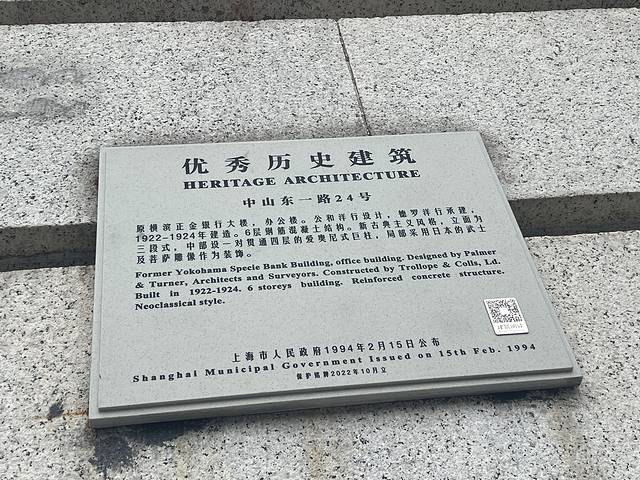 优秀历史建筑
HERITAGE ARCHITECTURE
中山东一路24号
原横滨正金银行大楼，办公楼。公和洋行设计，德罗洋行承建，
1922-1924年建造。6层钢筋混凝土结构。新古典主义风格，立面为
三段式，中部设一对贯通四层的爱奥尼式巨柱，局部采用日本的武士
及菩萨雕像作为装饰。
Former Yokohama Specie Bank Building, office building. Designed by Palmer
& Turner, Architects and Surveyors. Constructed by Trollope & Colls, Ld.
Built in 1922-1924. 6 storeys building. Reinforced concrete structure.
Neoclassical style.
上海市人民政府1994年2月15日公布
Shanghai Municipal Government Issued on 15th Feb. 1994
保护铭牌2022年10月立